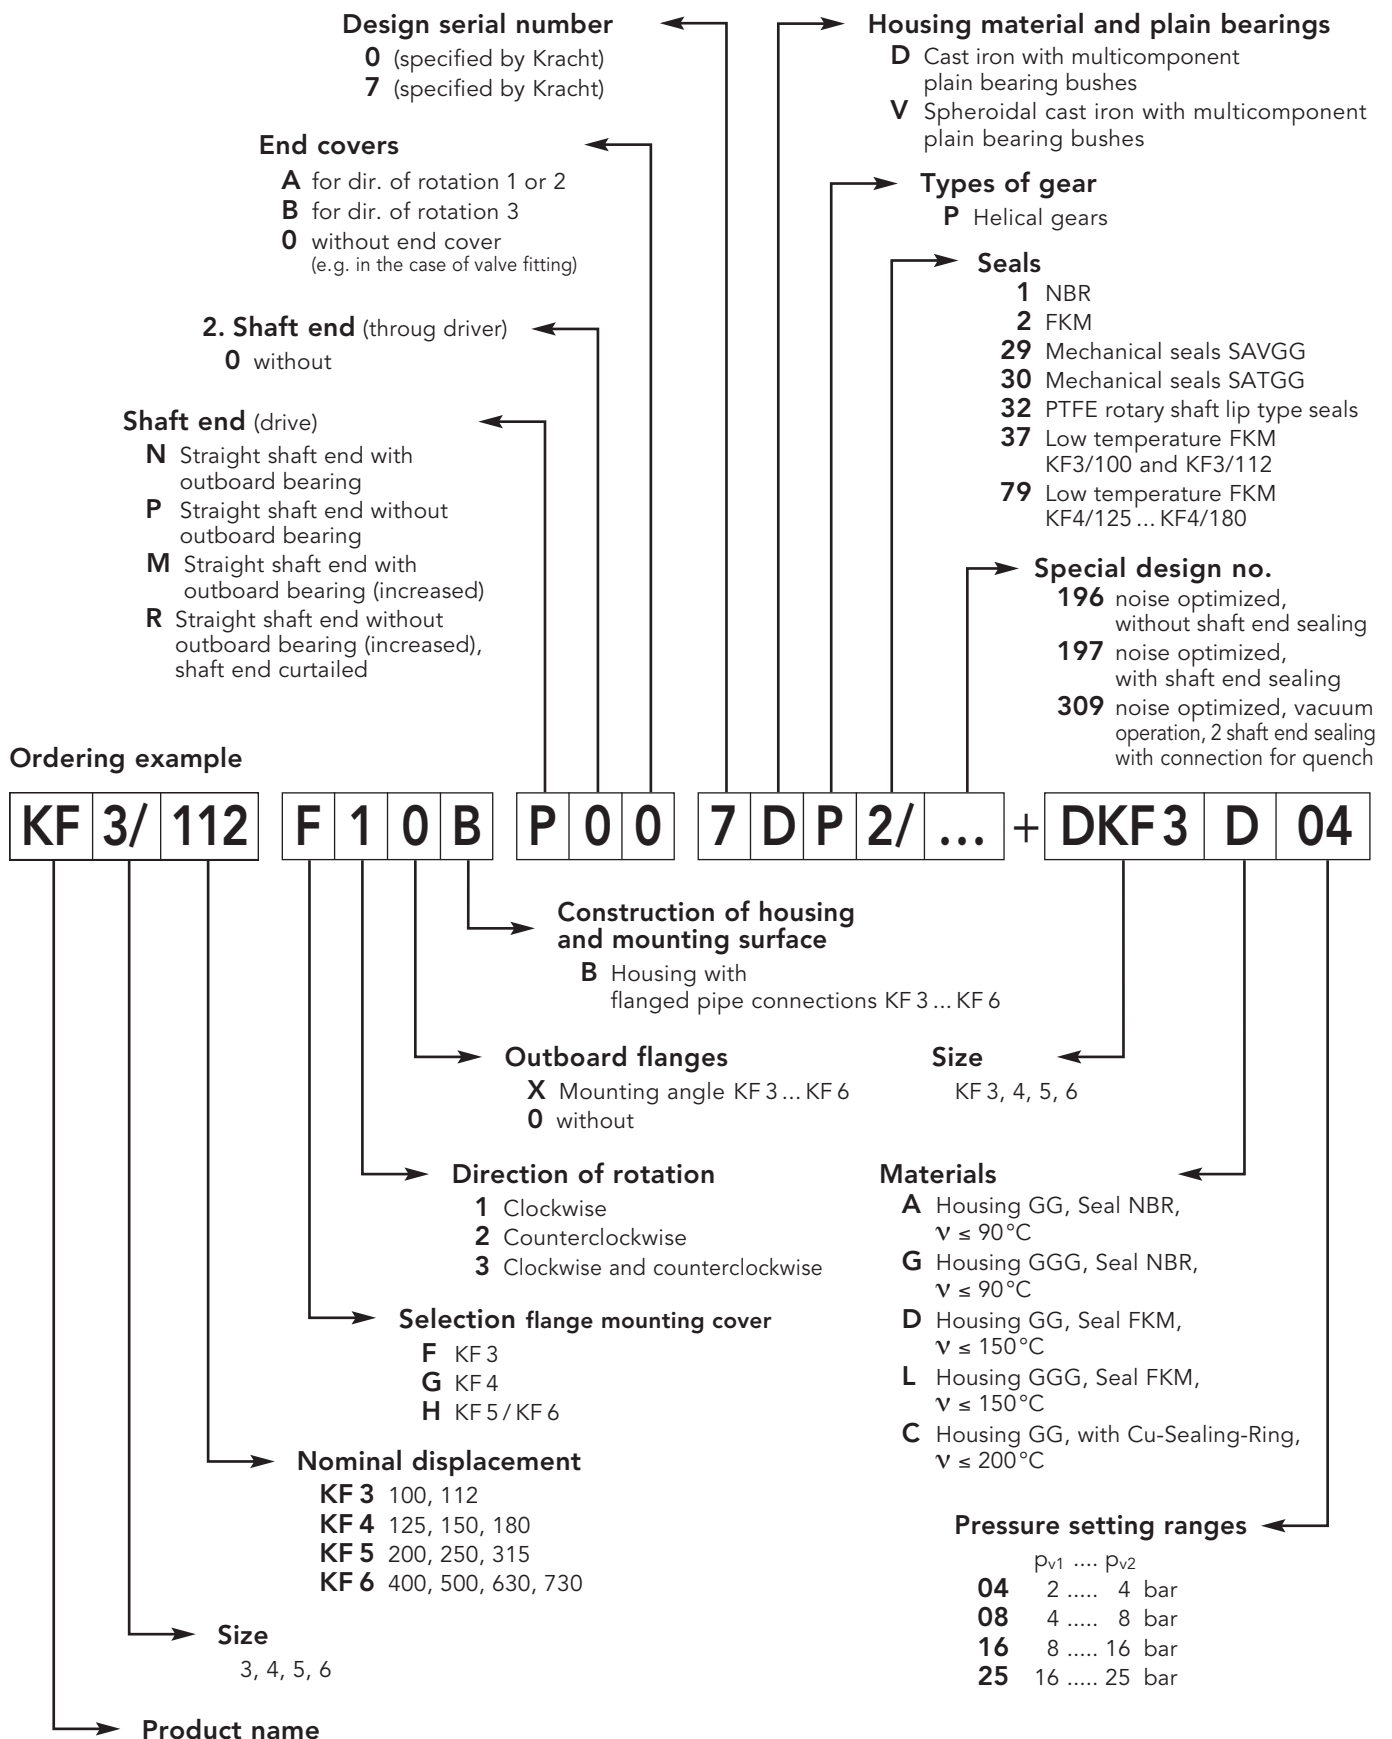 Design serial number
0 (specified by Kracht)
7 (specified by Kracht)
End covers
A for dir. of rotation 1 or 2
B for dir. of rotation 3
0 without end cover
(e.g. in the case of valve fitting)
2. Shaft end (throug driver)
0 without
Shaft end (drive)
N Straight shaft end with
outboard bearing
P Straight shaft end without
outboard bearing
M Straight shaft end with
outboard bearing (increased)
R Straight shaft end without
outboard bearing (increased),
shaft end curtailed
Housing material and plain bearings
D Cast iron with multicomponent
plain bearing bushes
V Spheroidal cast iron with multicomponent
plain bearing bushes
Types of gear
P Helical gears
Seals
1 NBR
2 FKM
29 Mechanical seals SAVGG
30 Mechanical seals SATGG
32 PTFE rotary shaft lip type seals
37 Low temperature FKM
KF3/100 and KF3/112
79 Low temperature FKM
KF4/125 ... KF4/180
Special design no.
196 noise optimized,
without shaft end sealing
197 noise optimized,
with shaft end sealing
309 noise optimized, vacuum
operation, 2 shaft end sealing
with connection for quench
Ordering example
KF 3/ 112 F 1 0 B P 0 0 7 D P 2/ ... + DKF 3 D 04
Construction of housing
and mounting surface
B Housing with
flanged pipe connections KF 3 ... KF 6
Outboard flanges
X Mounting angle KF 3 ... KF 6
0 without
Direction of rotation
1 Clockwise
2 Counterclockwise
3 Clockwise and counterclockwise
Selection flange mounting cover
F KF 3
G KF 4
H KF 5 / KF 6
Nominal displacement
KF 3 100, 112
KF 4 125, 150, 180
KF 5 200, 250, 315
KF 6 400, 500, 630, 730
Size
3, 4, 5, 6
Product name
Size
KF 3, 4, 5, 6
Materials
A Housing GG, Seal NBR,
ν ≤ 90 °C
G Housing GGG, Seal NBR,
ν ≤ 90 °C
D Housing GG, Seal FKM,
ν ≤ 150 °C
L Housing GGG, Seal FKM,
ν ≤ 150 °C
C Housing GG, with Cu-Sealing-Ring,
ν ≤ 200 °C
Pressure setting ranges
pv1 .... pv2
04 2 ..... 4 bar
08 4 ..... 8 bar
16 8 ..... 16 bar
25 16 ..... 25 bar